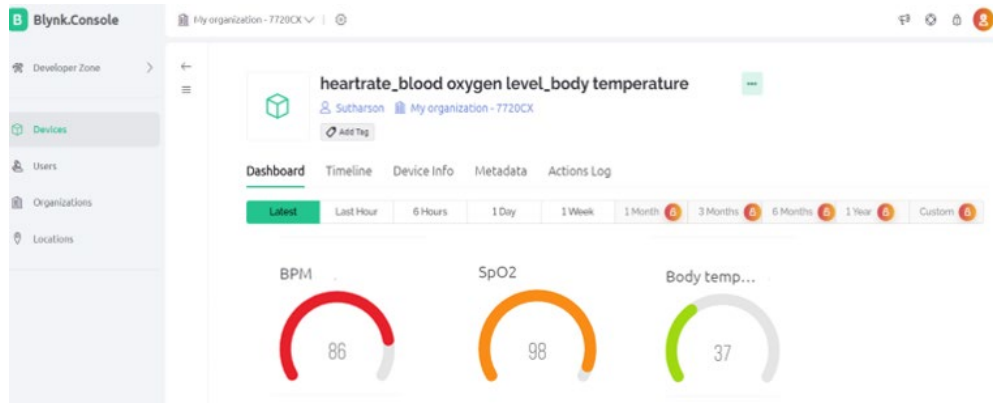 B Blynk.Console
My organization - 7720CX
Developer Zone
Devices
Users
Organizations
Locations
heartrate_blood oxygen level_body temperature
Sutharson My organization - 7720CX
Add Tag
Dashboard Timeline Device Info Metadata Actions Log
Latest Last Hour 6 Hours 1 Day 1 Week 1 Month 3 Months 6 Months 1 Year Custom
BPM SpO2 Body temp...
86 98 37